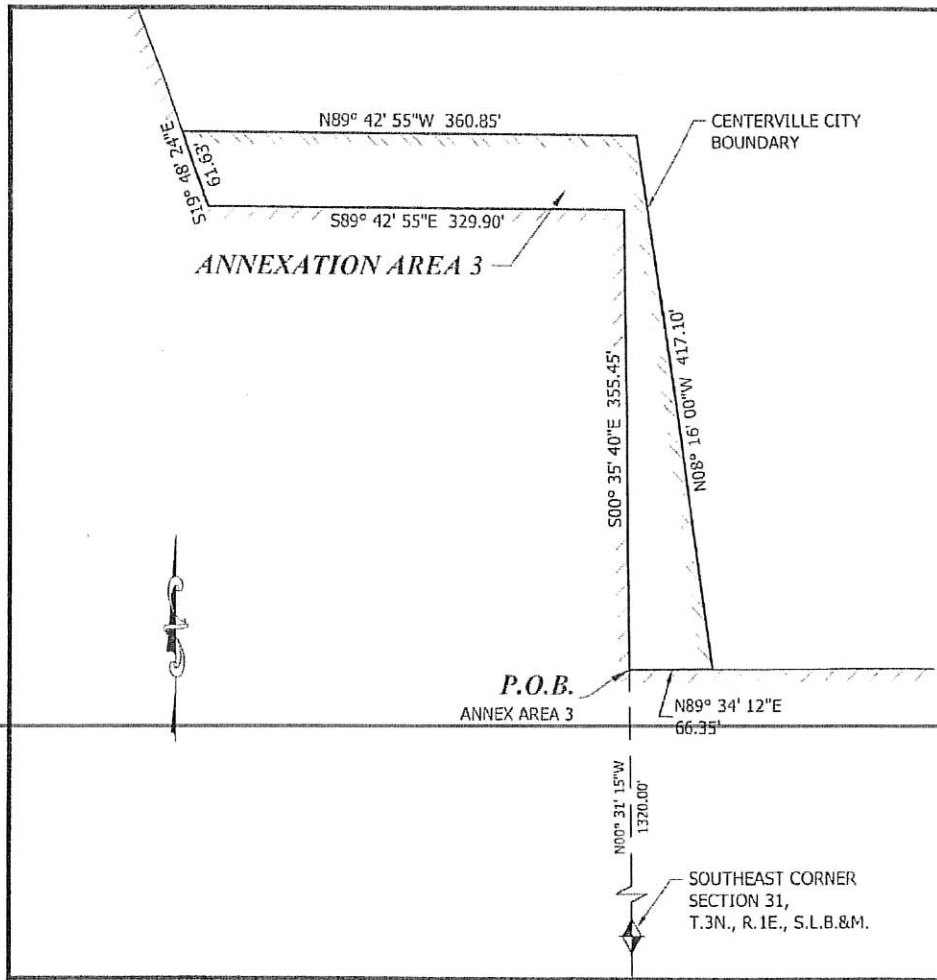 N89° 42' 55"W 360.85'
CENTERVILLE CITY
BOUNDARY
S19° 48' 24"E
61.63'
S89° 42' 55"E 329.90'
ANNEXATION AREA 3
S00° 35' 40"E 355.45'
N08° 16' 00"W 417.10'
P.O.B.
ANNEX AREA 3
N89° 34' 12"E
66.35'
N00° 31' 15"W
1320.00'
SOUTHEAST CORNER
SECTION 31,
T.3N., R.1E., S.L.B.&M.